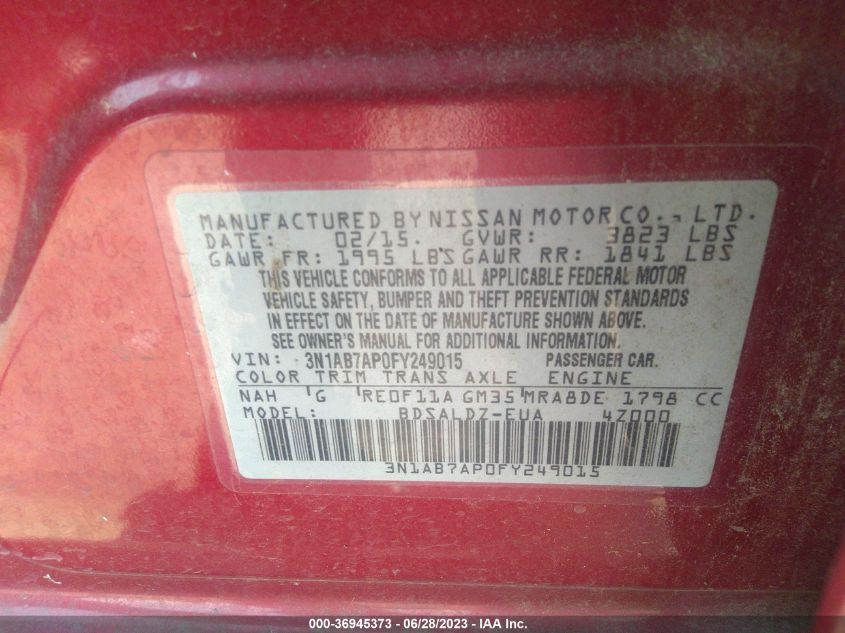 MANUFACTURED BY NISSAN MOTOR CO., LTD.
DATE: 02/15. GVWR: 3823 LBS
GAWR FR: 1995 LB'S GAWR RR: 1841 LBS
THIS VEHICLE CONFORMS TO ALL APPLICABLE FEDERAL MOTOR
VEHICLE SAFETY, BUMPER AND THEFT PREVENTION STANDARDS
IN EFFECT ON THE DATE OF MANUFACTURE SHOWN ABOVE.
SEE OWNER'S MANUAL FOR ADDITIONAL INFORMATION.
VIN: 3N1AB7AP0FY249015 PASSENGER CAR.
COLOR TRIM TRANS AXLE ENGINE
NAH G RE0F11A GM35 MRA8DE 1798 CC
MODEL: BDSALDZ-EUA 4Z000
3N1AB7AP0FY249015
000-36945373 - 06/28/2023 - IAA Inc.